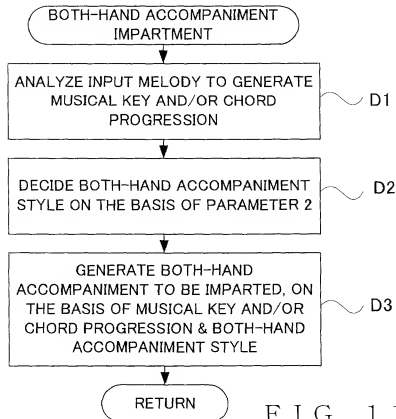 BOTH-HAND ACCOMPANIMENT
IMPARTMENT
ANALYZE INPUT MELODY TO GENERATE
MUSICAL KEY AND/OR CHORD
PROGRESSION
D1
DECIDE BOTH-HAND ACCOMPANIMENT
STYLE ON THE BASIS OF PARAMETER 2
D2
GENERATE BOTH-HAND
ACCOMPANIMENT TO BE IMPARTED, ON
THE BASIS OF MUSICAL KEY AND/OR
CHORD PROGRESSION & BOTH-HAND
ACCOMPANIMENT STYLE
D3
RETURN
FIG. 1